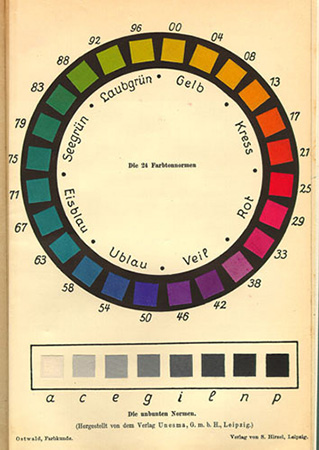 00
04
08
13
17
21
25
29
33
38
42
46
50
54
58
63
67
71
75
79
83
88
92
96
Gelb
Kress
Rot
Veil
Ublau
Eisblau
Seegrün
Laubgrün
Die 24 Farbtonnormen
a c e g i l n p
Die unbunten Normen.
(Hergestellt von dem Verlag Unesma, G. m. b. H., Leipzig.)
Ostwald, Farbkunde. Verlag von S. Hirzel, Leipzig.